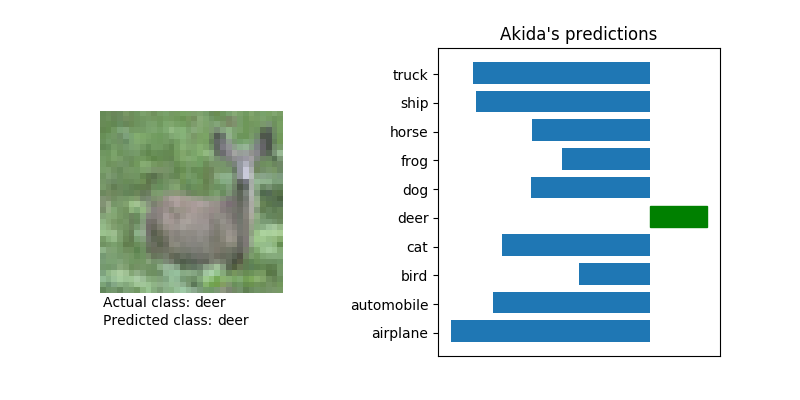 Akida's predictions
truck
ship
horse
frog
dog
deer
cat
bird
automobile
airplane
Actual class: deer
Predicted class: deer